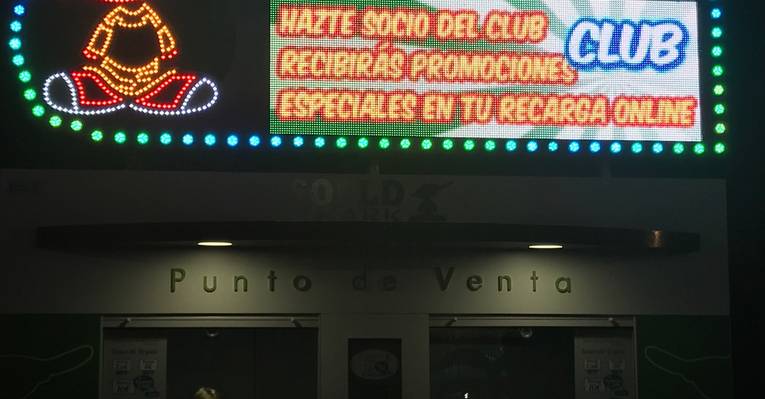 HAZTE SOCIO DEL CLUB
RECIBIRÁS PROMOCIONES
ESPECIALES EN TU RECARGA ONLINE
CLUB
Punto de Venta